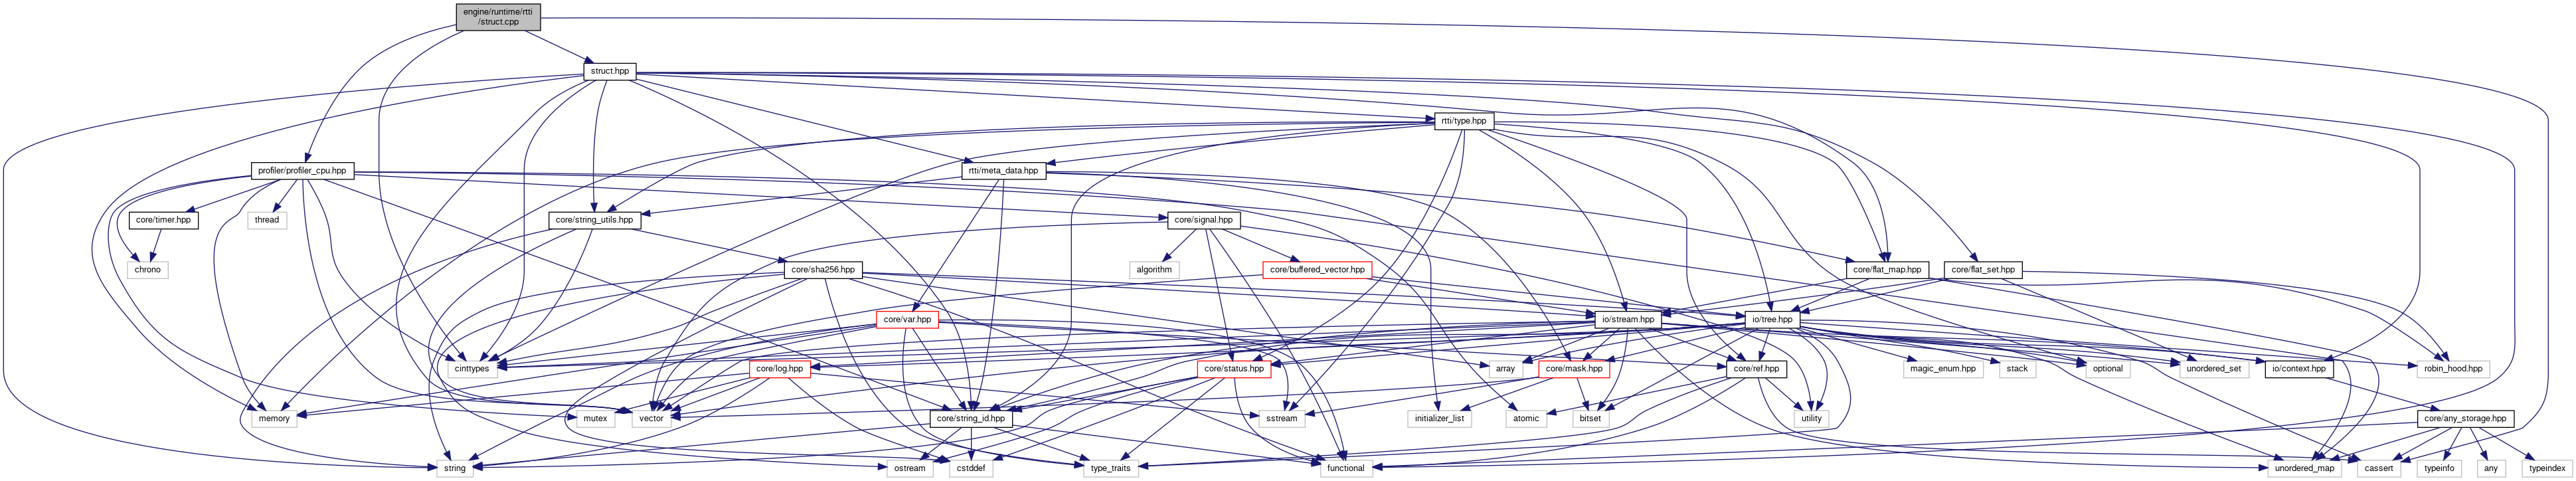 engine/runtime/rtti
/struct.cpp
struct.hpp
rtti/type.hpp
profiler/profiler_cpu.hpp
rtti/meta_data.hpp
core/timer.hpp
thread
core/string_utils.hpp
core/signal.hpp
chrono
core/sha256.hpp
algorithm
core/buffered_vector.hpp
core/flat_map.hpp
core/flat_set.hpp
core/var.hpp
io/stream.hpp
io/tree.hpp
cinttypes
core/log.hpp
core/status.hpp
array
core/mask.hpp
core/ref.hpp
magic_enum.hpp
stack
optional
unordered_set
io/context.hpp
robin_hood.hpp
memory
mutex
vector
core/string_id.hpp
sstream
initializer_list
atomic
bitset
utility
core/any_storage.hpp
string
ostream
cstddef
type_traits
functional
unordered_map
cassert
typeinfo
any
typeindex